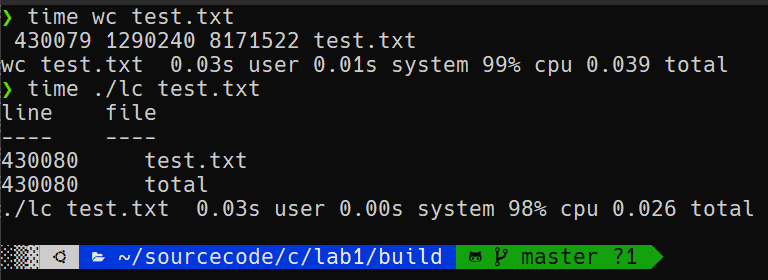 ❯ time wc test.txt
 430079 1290240 8171522 test.txt
wc test.txt  0.03s user 0.01s system 99% cpu 0.039 total
❯ time ./lc test.txt
line    file
----    ----
430080     test.txt
430080     total
./lc test.txt  0.03s user 0.00s system 98% cpu 0.026 total
~/sourcecode/c/lab1/build master ?1